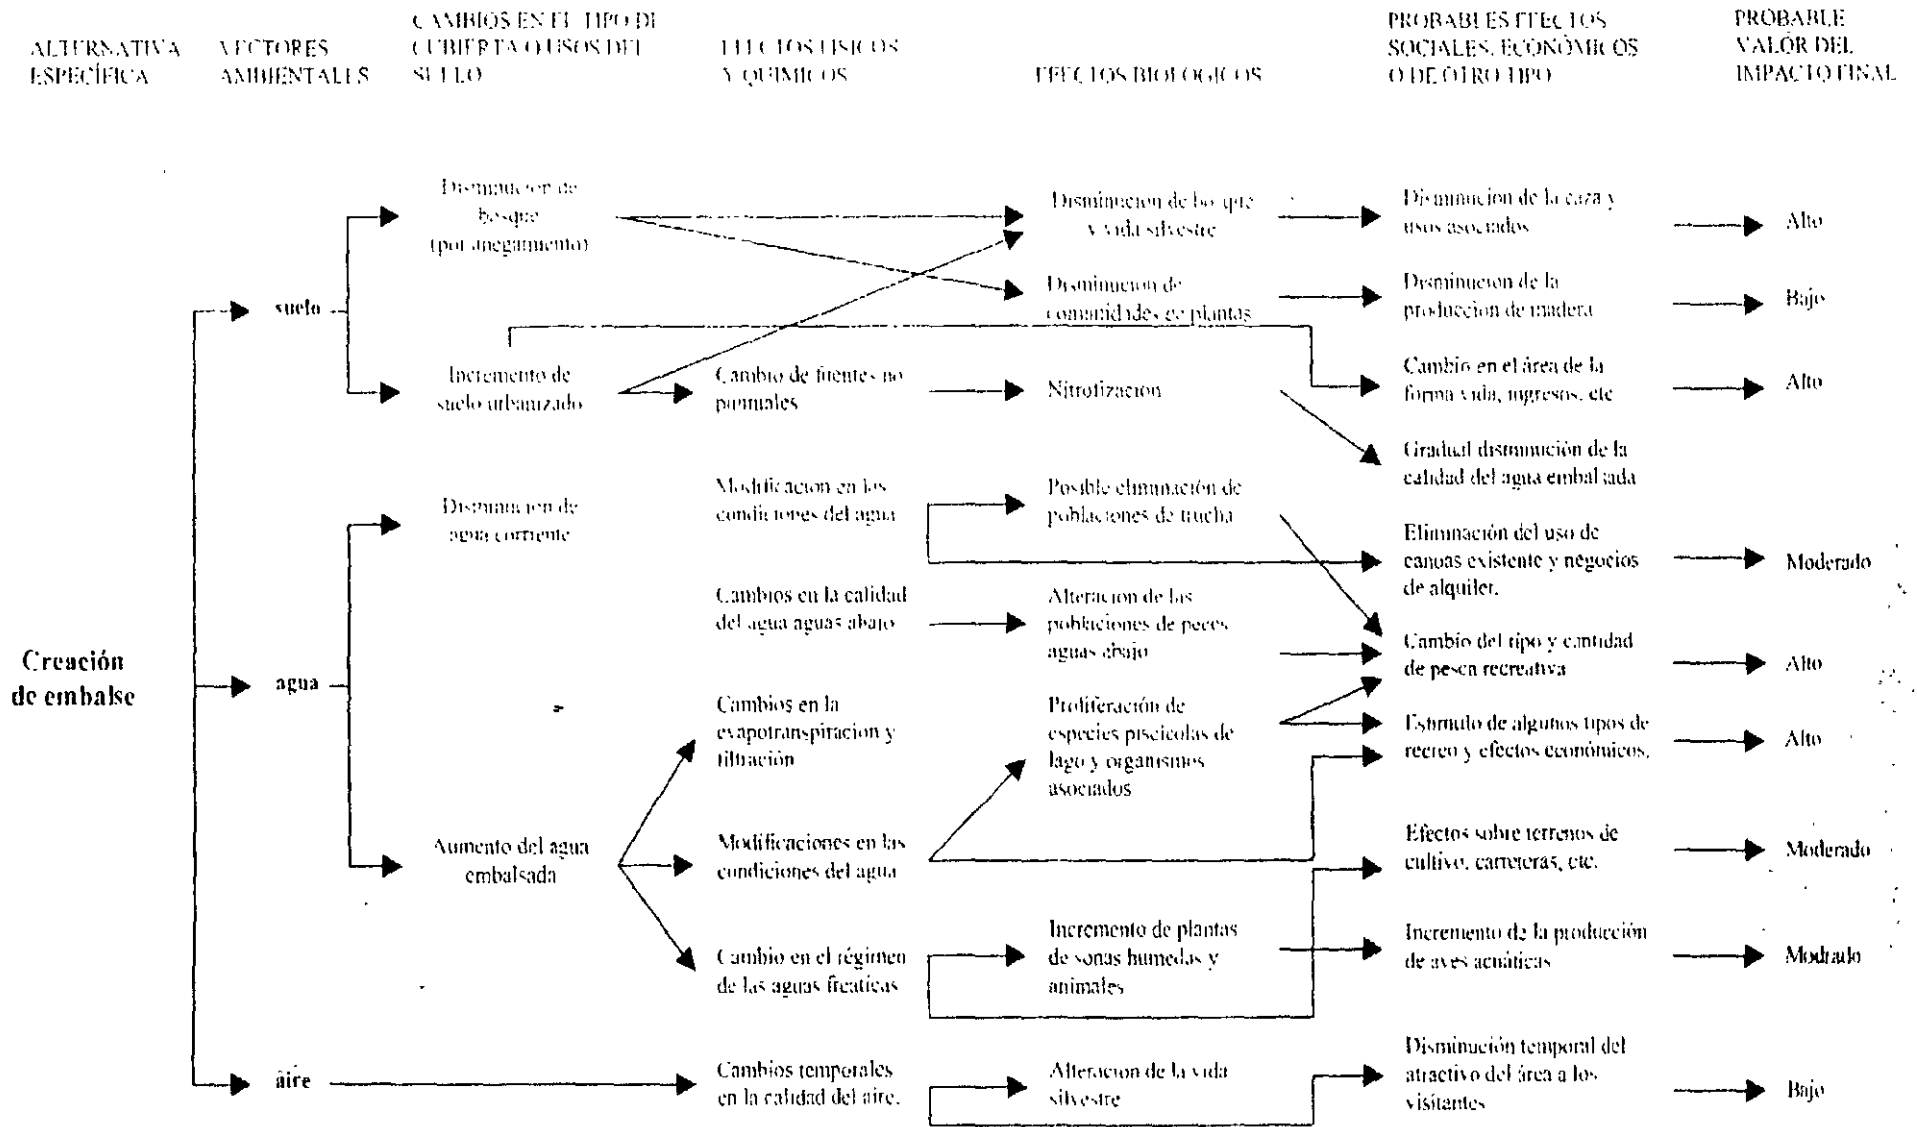 ALTERNATIVA
ESPECÍFICA
VECTORES
AMBIENTALES
CAMBIOS EN EL TIPO DE
CUBIERTA O USOS DEL
SUELO
EFECTOS FISICOS
Y QUIMICOS
EFECTOS BIOLOGICOS
PROBABLES EFECTOS
SOCIALES, ECONÓMICOS
O DE OTRO TIPO
PROBABLE
VALOR DEL
IMPACTO FINAL
Creación
de embalse
suelo
agua
aire
Disminucion de
bosque
(por anegamiento)
Incremento de
suelo urbanizado
Disminucion de
agua corriente
Aumento del agua
embalsada
Cambio de fuentes no
puntuales
Modificacion en las
condiciones del agua
Cambios en la calidad
del agua aguas abajo
Cambios en la
evapotranspiracion y
filtración
Modificaciones en las
condiciones del agua
Cambio en el régimen
de las aguas freaticas
Cambios temporales
en la calidad del aire.
Disminucion de bosque
y vida silvestre
Disminucion de
comunidades de plantas
Nitrofizacion
Posible eliminación de
poblaciones de trucha
Alteracion de las
poblaciones de peces
aguas abajo
Proliferación de
especies piscicolas de
lago y organismos
asociados
Incremento de plantas
de sonas humedas y
animales
Alteracion de la vida
silvestre
Disminucion de la caza y
usos asociados
Disminucion de la
produccion de madera
Cambio en el área de la
forma vida, ingresos, etc
Gradual disminución de la
calidad del agua embalsada
Eliminación del uso de
canoas existente y negocios
de alquiler.
Cambio del tipo y cantidad
de pesca recreativa
Estimulo de algunos tipos de
recreo y efectos económicos.
Efectos sobre terrenos de
cultivo, carreteras, etc.
Incremento de la producción
de aves acuáticas
Disminución temporal del
atractivo del área a los
visitantes
Alto
Bajo
Alto
Moderado
Alto
Alto
Moderado
Modrado
Bajo